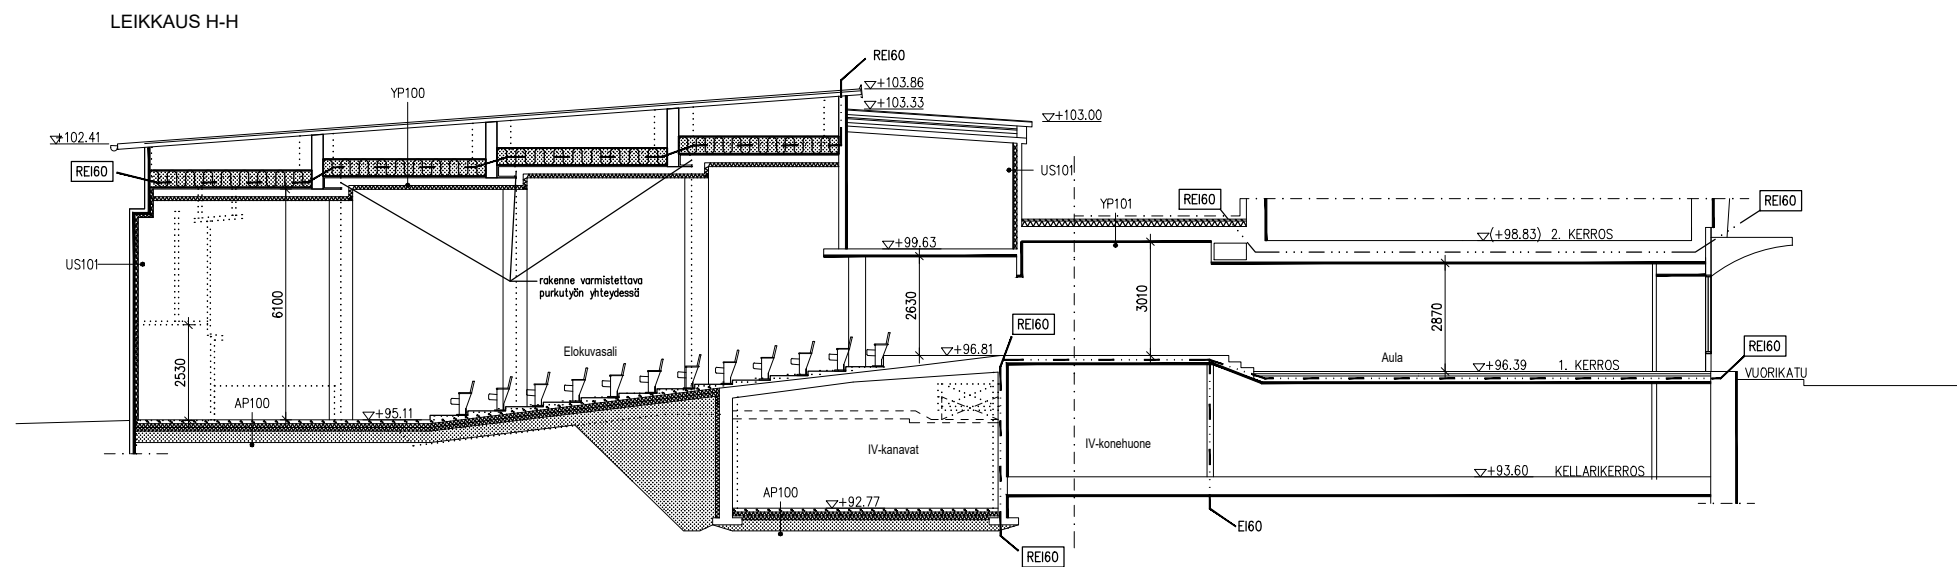 LEIKKAUS H-H
REI60
YP100
+103.86
+103.33
+103.00
+102.41
REI60
US101
REI60
REI60
YP101
(+98.83) 2. KERROS
+99.63
US101
rakenne varmistettava
purkutyön yhteydessä
6100
2630
3010
2870
REI60
2530
Elokuvasali
+96.81
Aula
+96.39 1. KERROS
REI60
VUORIKATU
AP100
+95.11
IV-kanavat
IV-konehuone
+93.60 KELLARIKERROS
AP100
+92.77
EI60
REI60